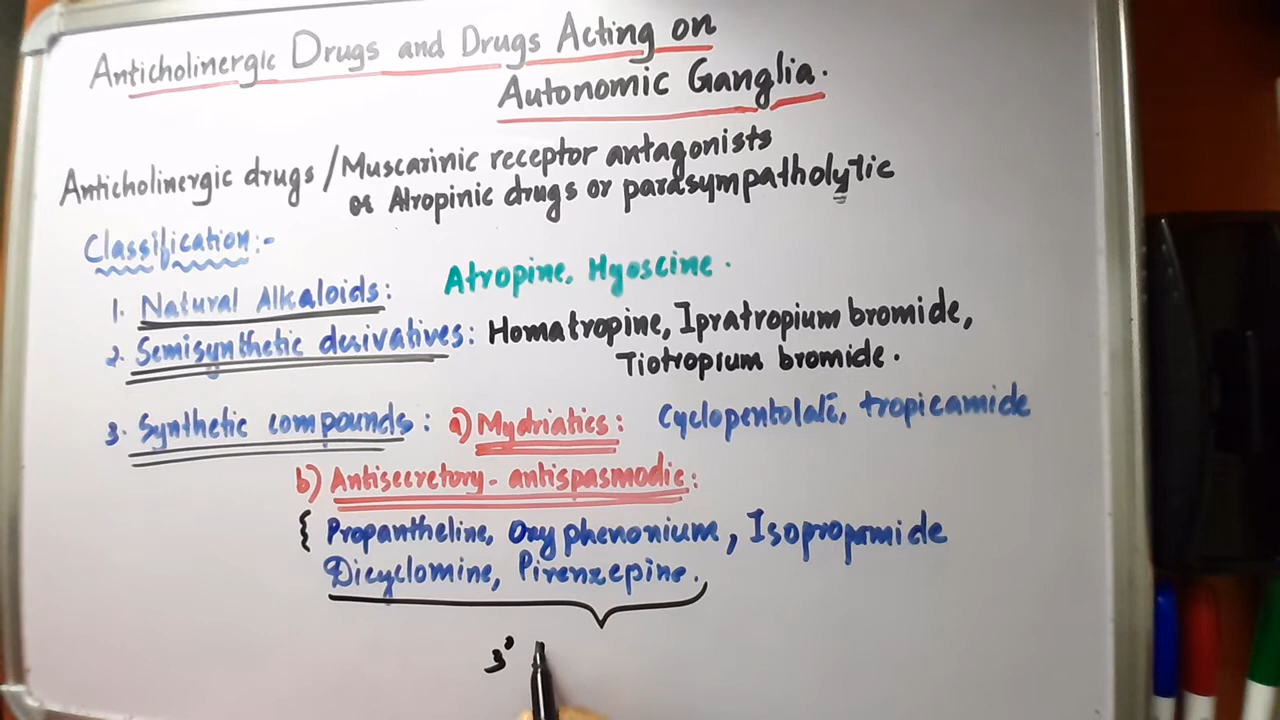 Anticholinergic Drugs and Drugs Acting on
Autonomic Ganglia.
Anticholinergic drugs / Muscarinic receptor antagonists
or Atropinic drugs or parasympatholytic
Classification:-
1. Natural Alkaloids: Atropine, Hyoscine.
2. Semisynthetic derivatives: Homatropine, Ipratropium bromide,
Tiotropium bromide.
3. Synthetic compounds: a) Mydriatics: Cyclopentolate, tropicamide
b) Antisecretory-antispasmodic:
{ Propantheline, Oxyphenonium, Isopropamide
Dicyclomine, Pirenzepine.
3°